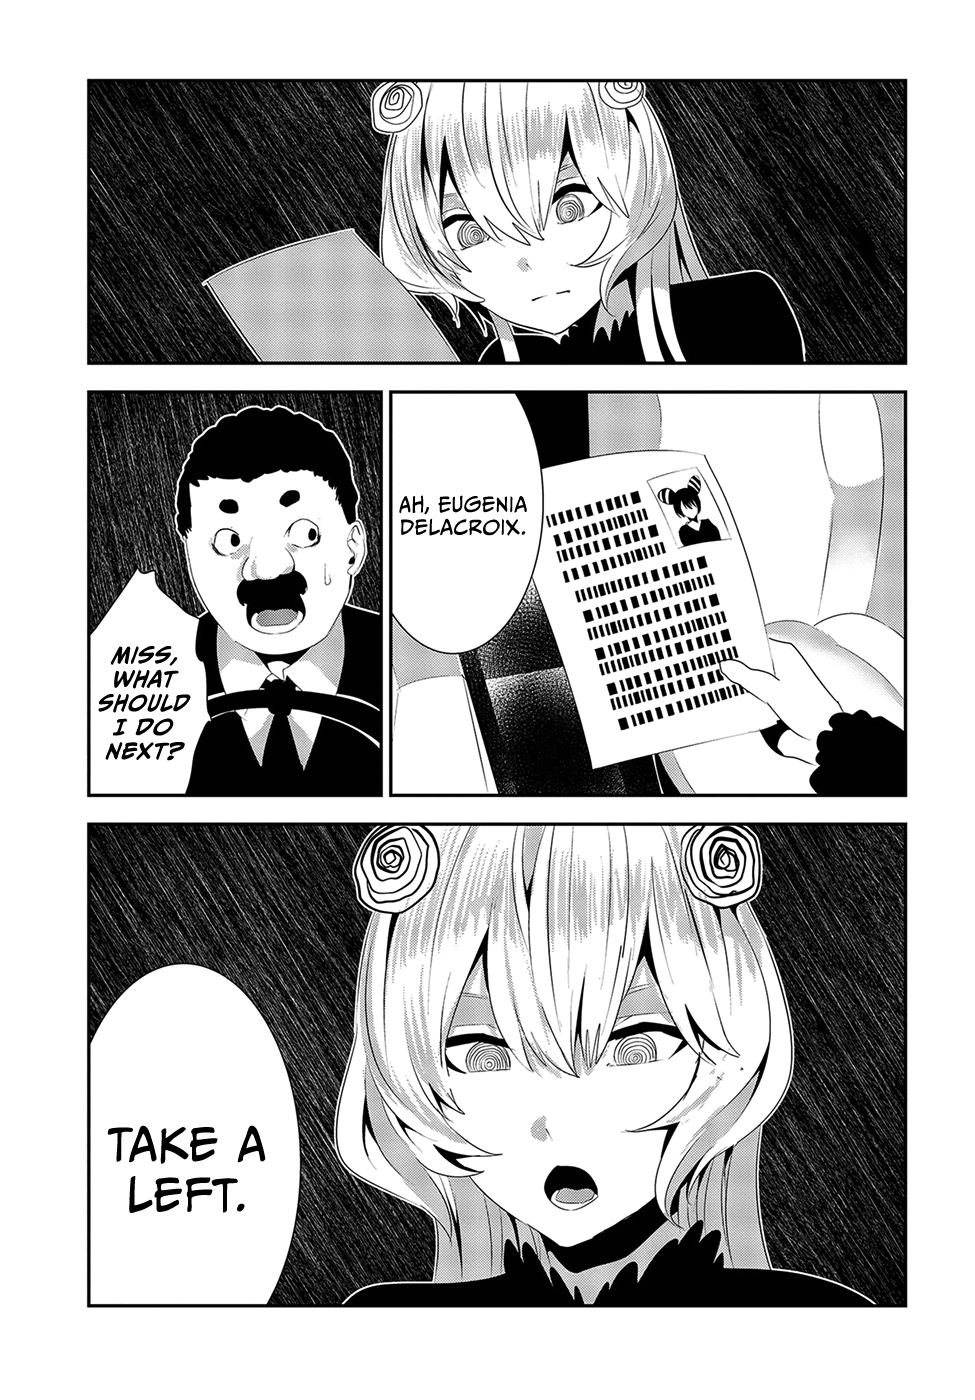 AH, EUGENIA
DELACROIX.
MISS,
WHAT
SHOULD
I DO
NEXT?
TAKE A
LEFT.